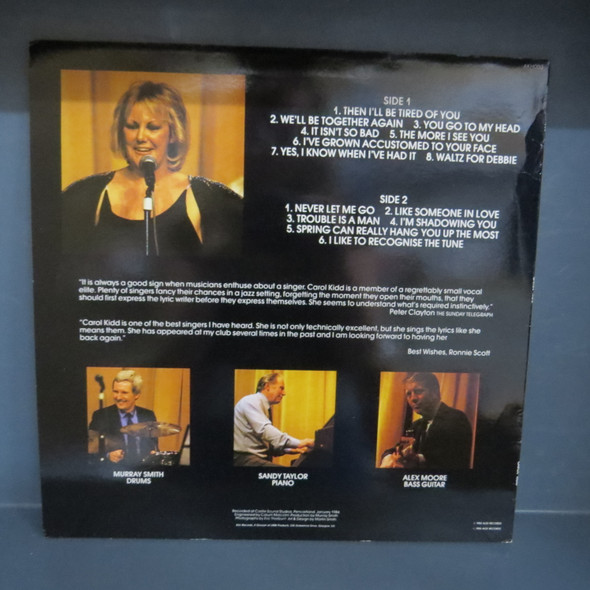 SIDE 1
1. THEN I'LL BE TIRED OF YOU
2. WE'LL BE TOGETHER AGAIN 3. YOU GO TO MY HEAD
4. IT ISN'T SO BAD 5. THE MORE I SEE YOU
6. I'VE GROWN ACCUSTOMED TO YOUR FACE
7. YES, I KNOW WHEN I'VE HAD IT 8. WALTZ FOR DEBBIE
SIDE 2
1. NEVER LET ME GO 2. LIKE SOMEONE IN LOVE
3. TROUBLE IS A MAN 4. I'M SHADOWING YOU
5. SPRING CAN REALLY HANG YOU UP THE MOST
6. I LIKE TO RECOGNISE THE TUNE
"It is always a good sign when musicians enthuse about a singer. Carol Kidd is a member of a regrettably small vocal
elite. Plenty of singers fancy their chances in a jazz setting, forgetting the moment they open their mouths, that they
should first express the lyric writer before they express themselves. She seems to understand what's required instinctively."
Peter Clayton THE SUNDAY TELEGRAPH
"Carol Kidd is one of the best singers I have heard. She is not only technically excellent, but she sings the lyrics like she
means them. She has appeared at my club several times in the past and I am looking forward to having her
back again."
Best Wishes, Ronnie Scott
MURRAY SMITH
DRUMS
SANDY TAYLOR
PIANO
ALEX MOORE
BASS GUITAR
Recorded at Castle Sound Studios, Pencaitland, January 1986